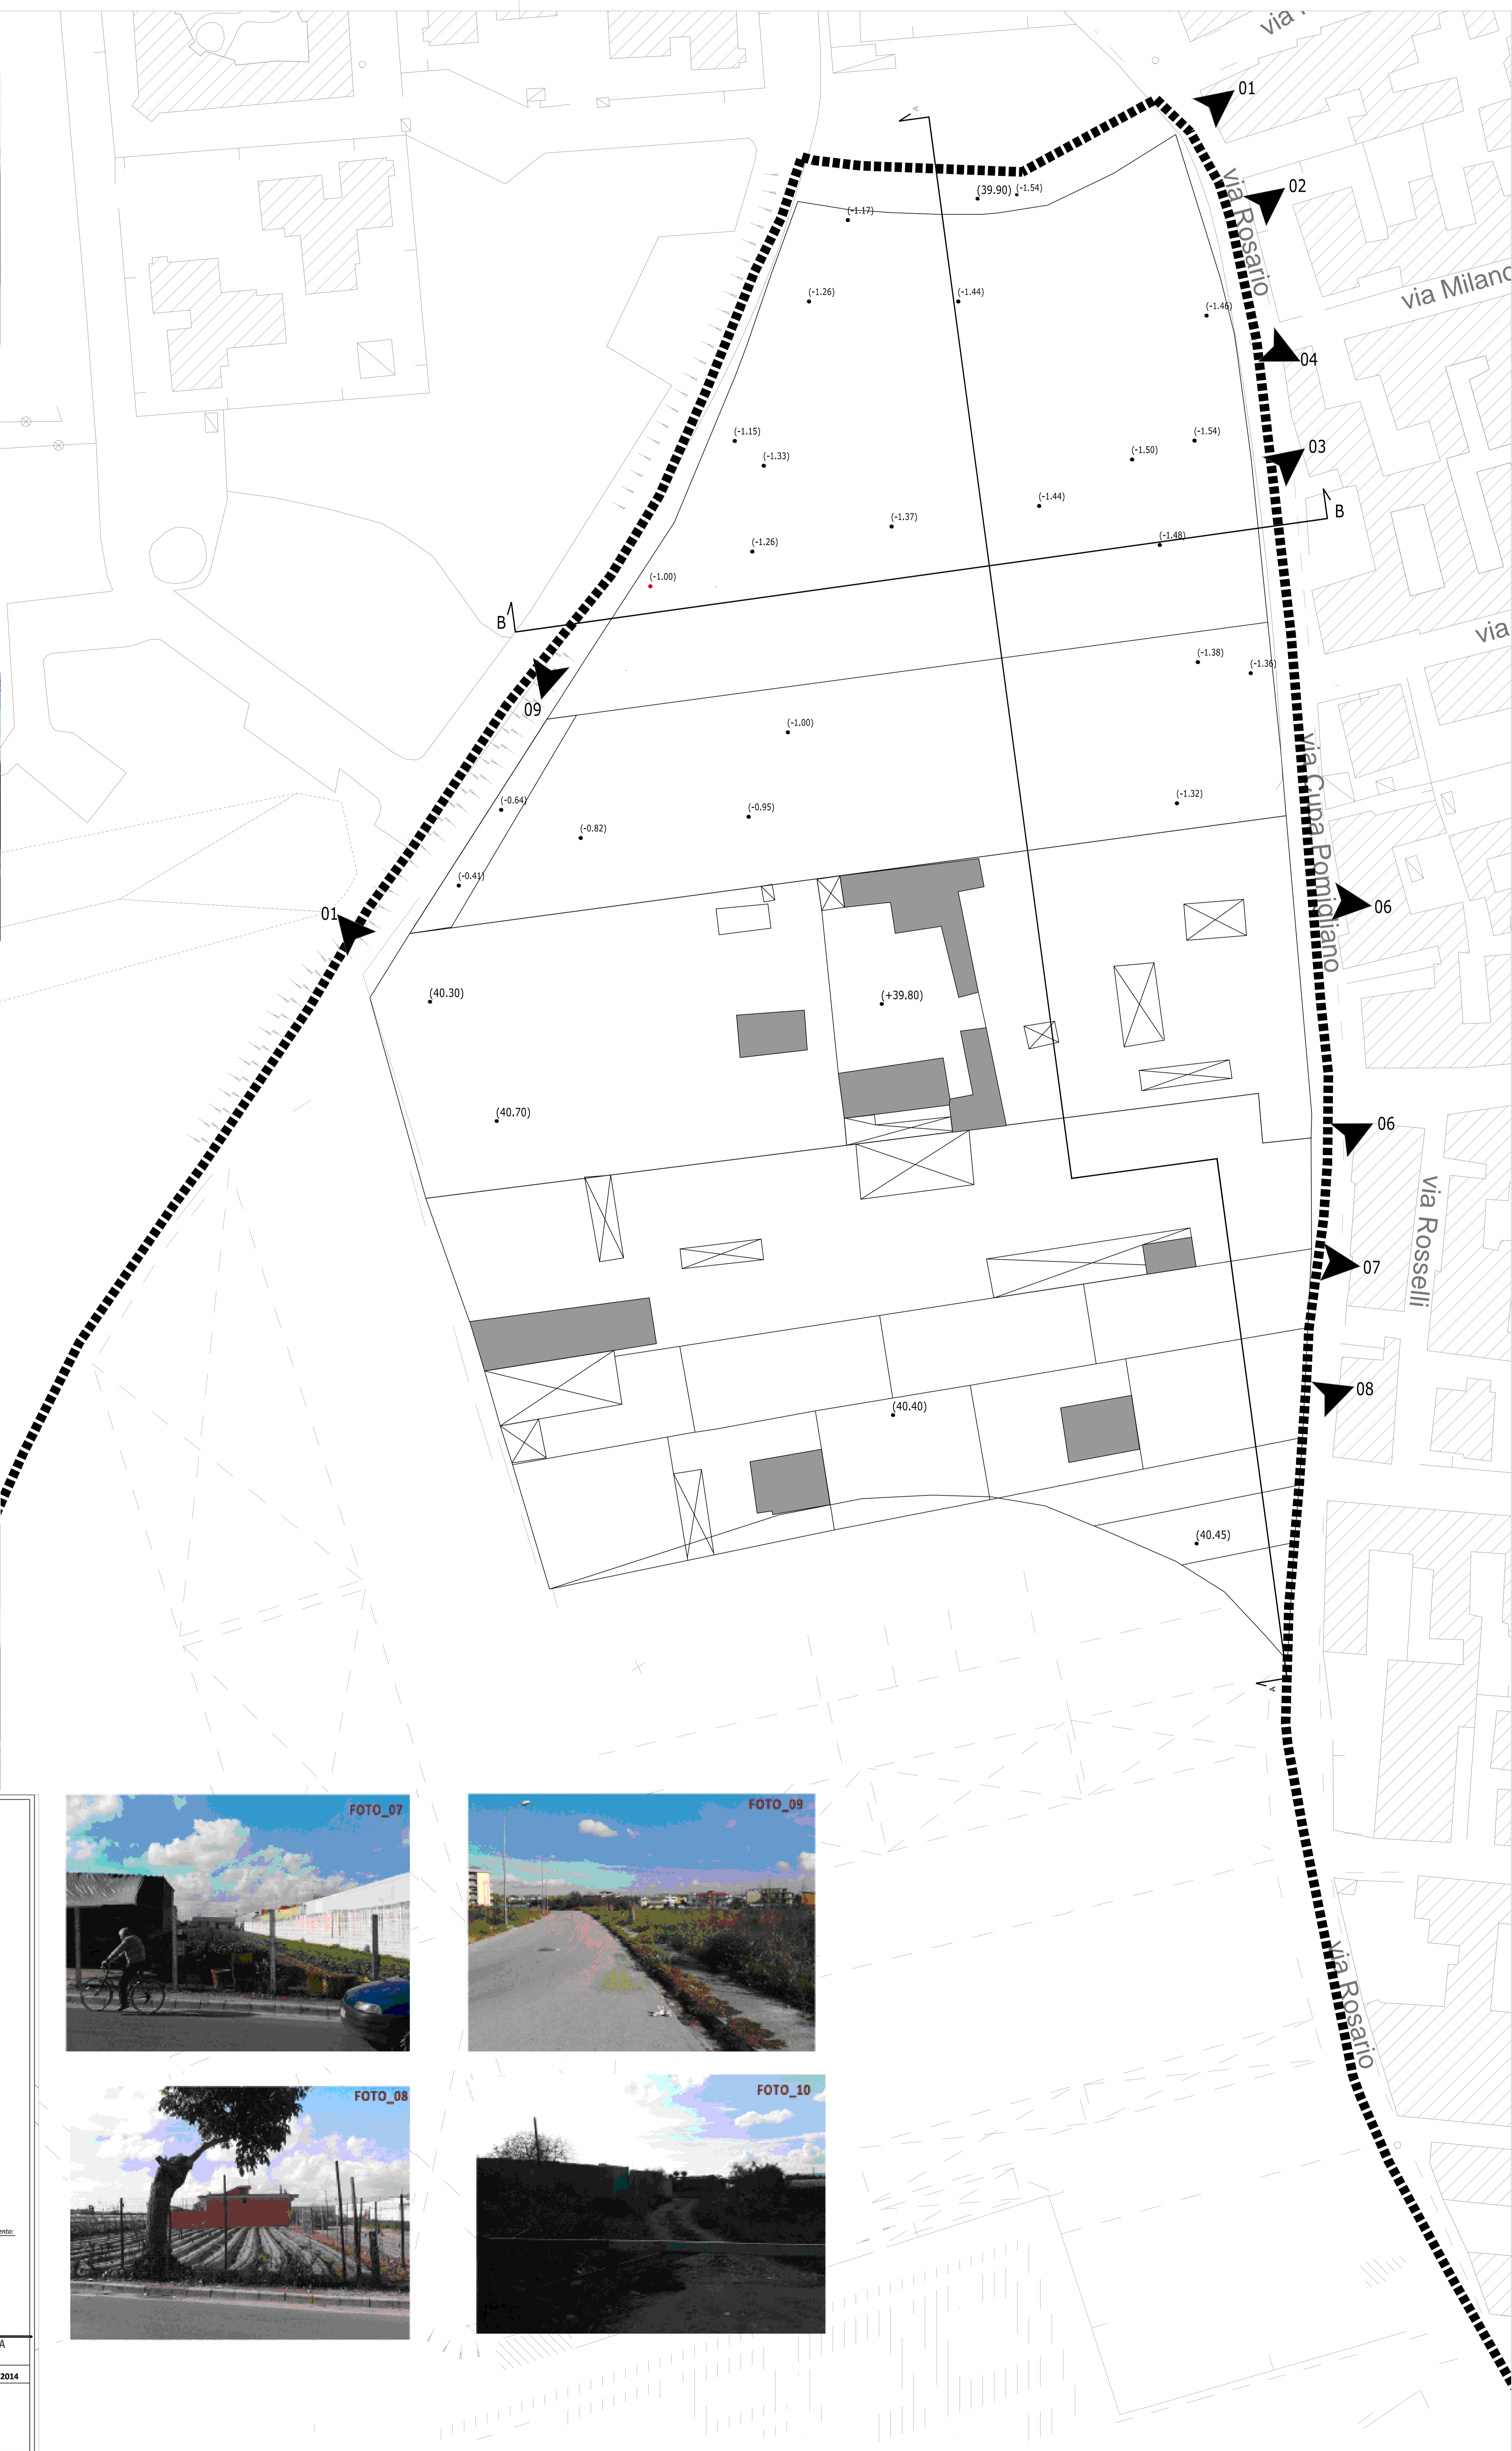 via
01
A
via Rosario
02
(39.90)
(-1.54)
(-1.17)
via Milano
(-1.26)
(-1.44)
(-1.46)
04
(-1.15)
(-1.33)
(-1.54)
(-1.50)
03
(-1.44)
B
(-1.37)
(-1.48)
(-1.26)
(-1.00)
B
via
(-1.38)
(-1.36)
09
(-1.00)
via Cupa Pomigliano
(-0.64)
(-0.95)
(-1.32)
(-0.82)
(-0.41)
01
06
(40.30)
(+39.80)
(40.70)
06
via Rosselli
07
08
(40.40)
(40.45)
A
FOTO_07
FOTO_09
via Rosario
FOTO_08
FOTO_10
ento:
A
2014